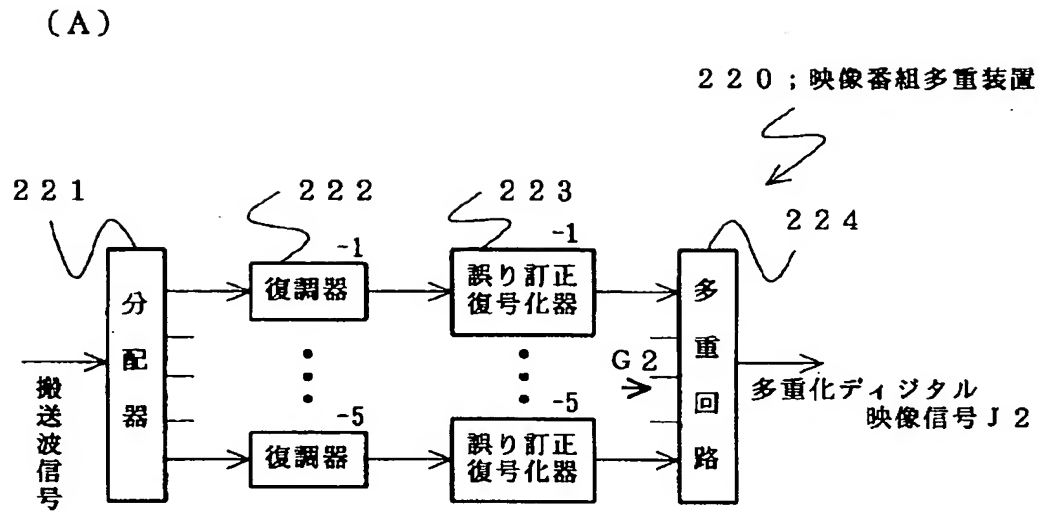 (A)
220;映像番組多重装置
221
222
223
224
-1
-1
分配器
復調器
誤り訂正
復号化器
多重回路
G2
搬送波信号
多重化ディジタル
映像信号J2
-5
-5
復調器
誤り訂正
復号化器